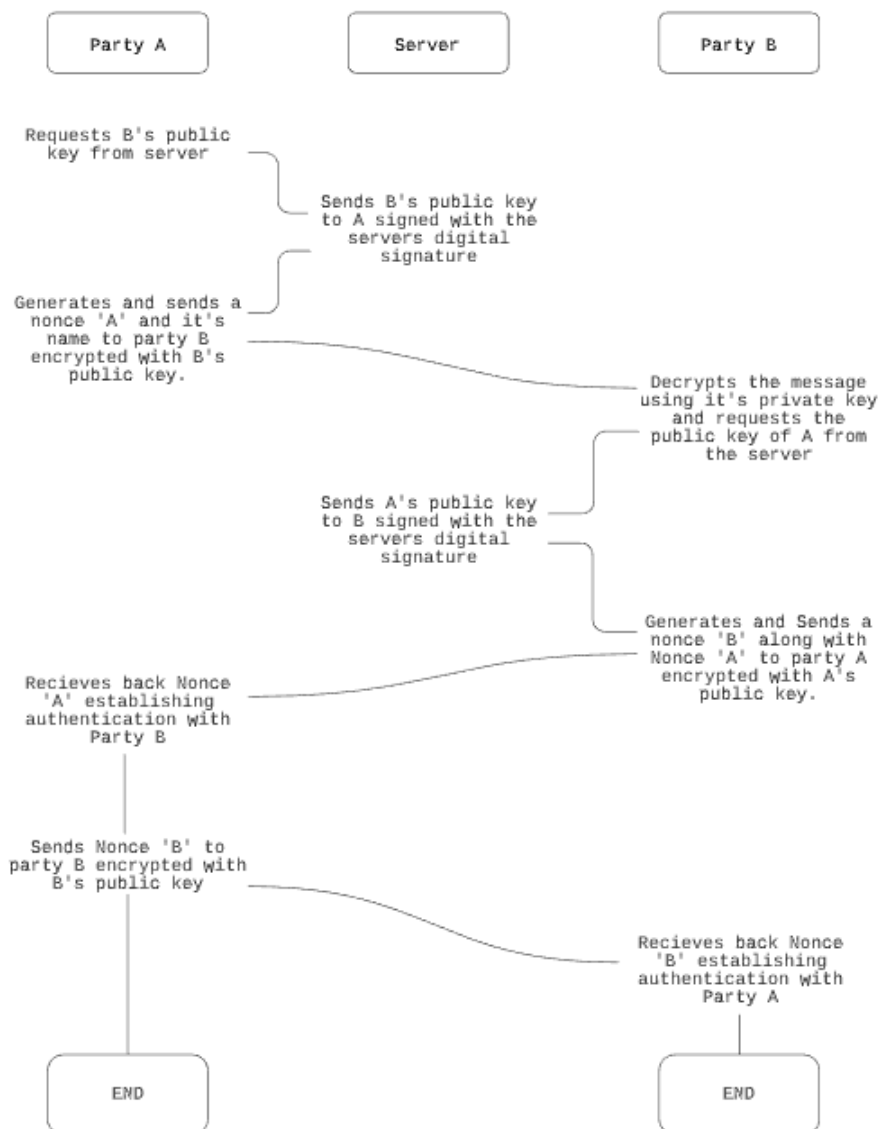 Party A
Server
Party B
Requests B's public
key from server
Sends B's public key
to A signed with the
servers digital
signature
Generates and sends a
nonce 'A' and it's
name to party B
encrypted with B's
public key.
Decrypts the message
using it's private key
and requests the
public key of A from
the server
Sends A's public key
to B signed with the
servers digital
signature
Generates and Sends a
nonce 'B' along with
Nonce 'A' to party A
encrypted with A's
public key.
Recieves back Nonce
'A' establishing
authentication with
Party B
Sends Nonce 'B' to
party B encrypted with
B's public key
Recieves back Nonce
'B' establishing
authentication with
Party A
END
END